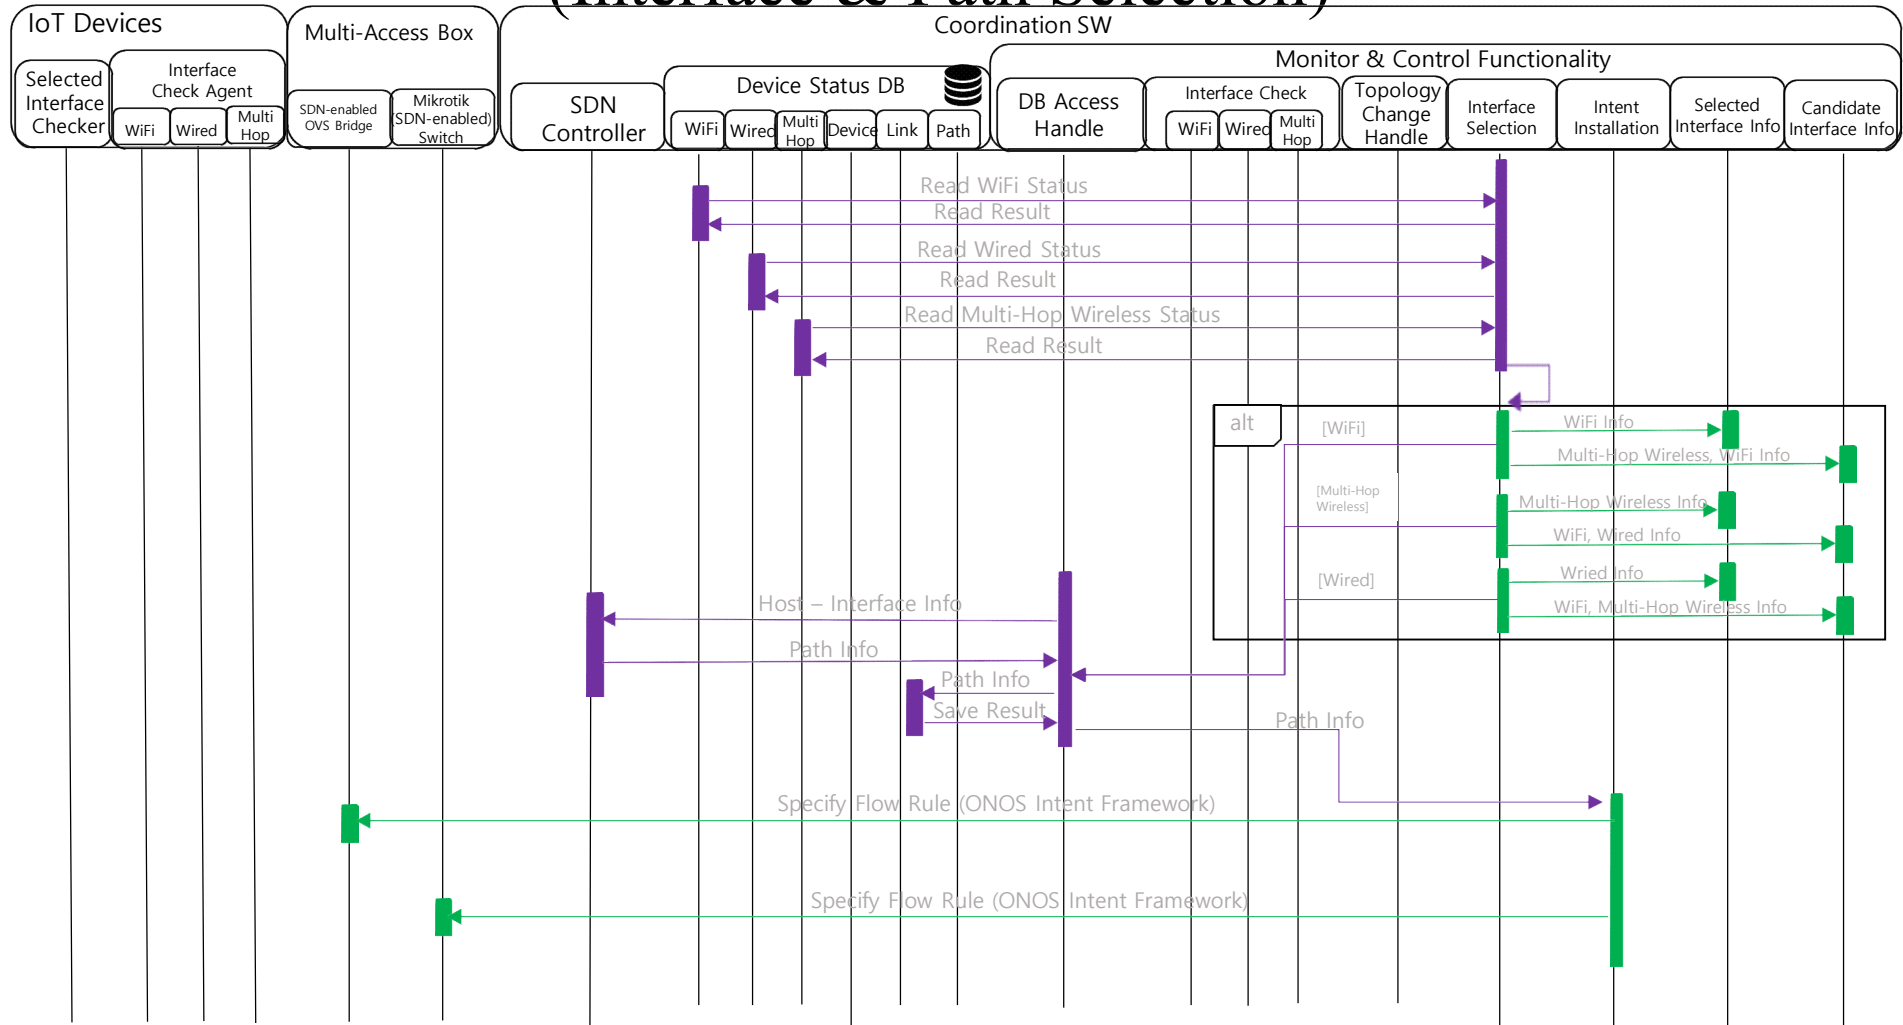 (Interface & Path Selection)
IoT Devices
Multi-Access Box
Coordination SW
Monitor & Control Functionality
Selected
Interface
Checker
Interface
Check Agent
WiFi
Wired
Multi
Hop
SDN-enabled
OVS Bridge
Mikrotik
(SDN-enabled)
Switch
SDN
Controller
Device Status DB
WiFi
Wired
Multi
Hop
Device
Link
Path
DB Access
Handle
Interface Check
WiFi
Wired
Multi
Hop
Topology
Change
Handle
Interface
Selection
Intent
Installation
Selected
Interface Info
Candidate
Interface Info
Read WiFi Status
Read Result
Read Wired Status
Read Result
Read Multi-Hop Wireless Status
Read Result
alt
[WiFi]
WiFi Info
Multi-Hop Wireless, WiFi Info
[Multi-Hop
Wireless]
Multi-Hop Wireless Info
WiFi, Wired Info
[Wired]
Wried Info
WiFi, Multi-Hop Wireless Info
Host – Interface Info
Path Info
Path Info
Save Result
Path Info
Specify Flow Rule (ONOS Intent Framework)
Specify Flow Rule (ONOS Intent Framework)